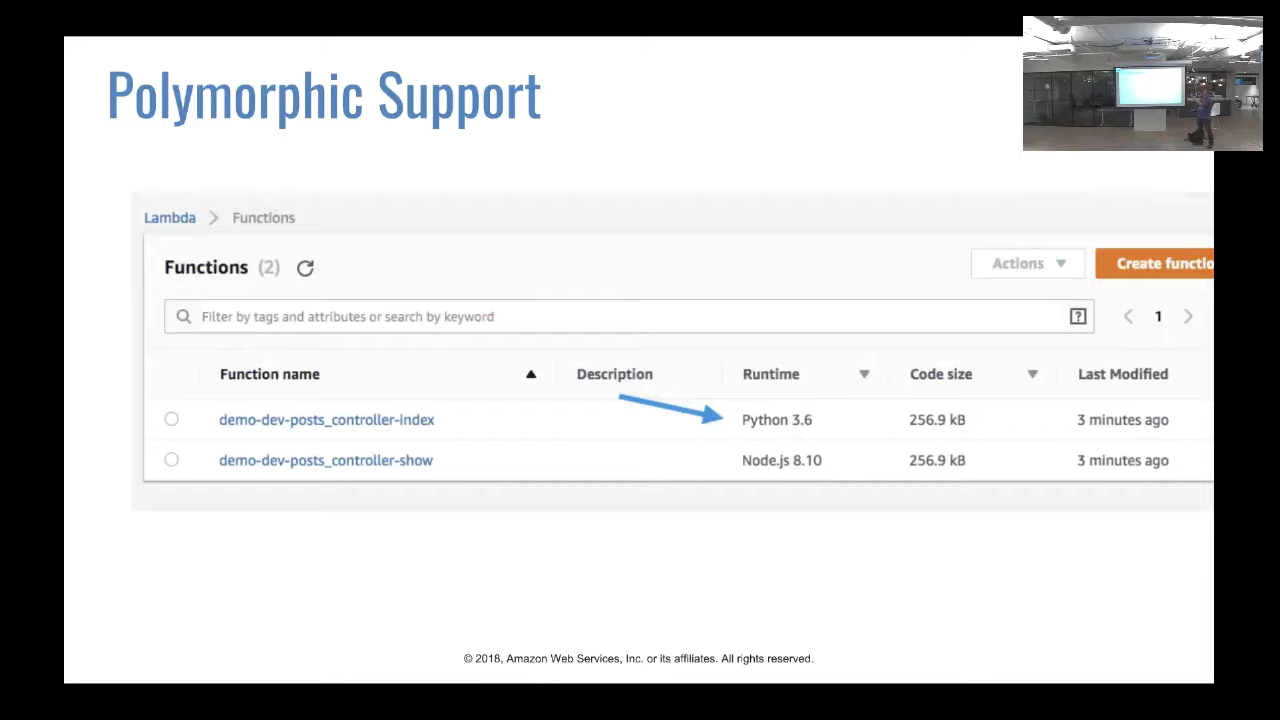 Polymorphic Support
Lambda > Functions
Functions (2)
Actions
Create functio
Filter by tags and attributes or search by keyword
?
1
Function name Description Runtime Code size Last Modified
demo-dev-posts_controller-index Python 3.6 256.9 kB 3 minutes ago
demo-dev-posts_controller-show Node.js 8.10 256.9 kB 3 minutes ago
© 2018, Amazon Web Services, Inc. or its affiliates. All rights reserved.